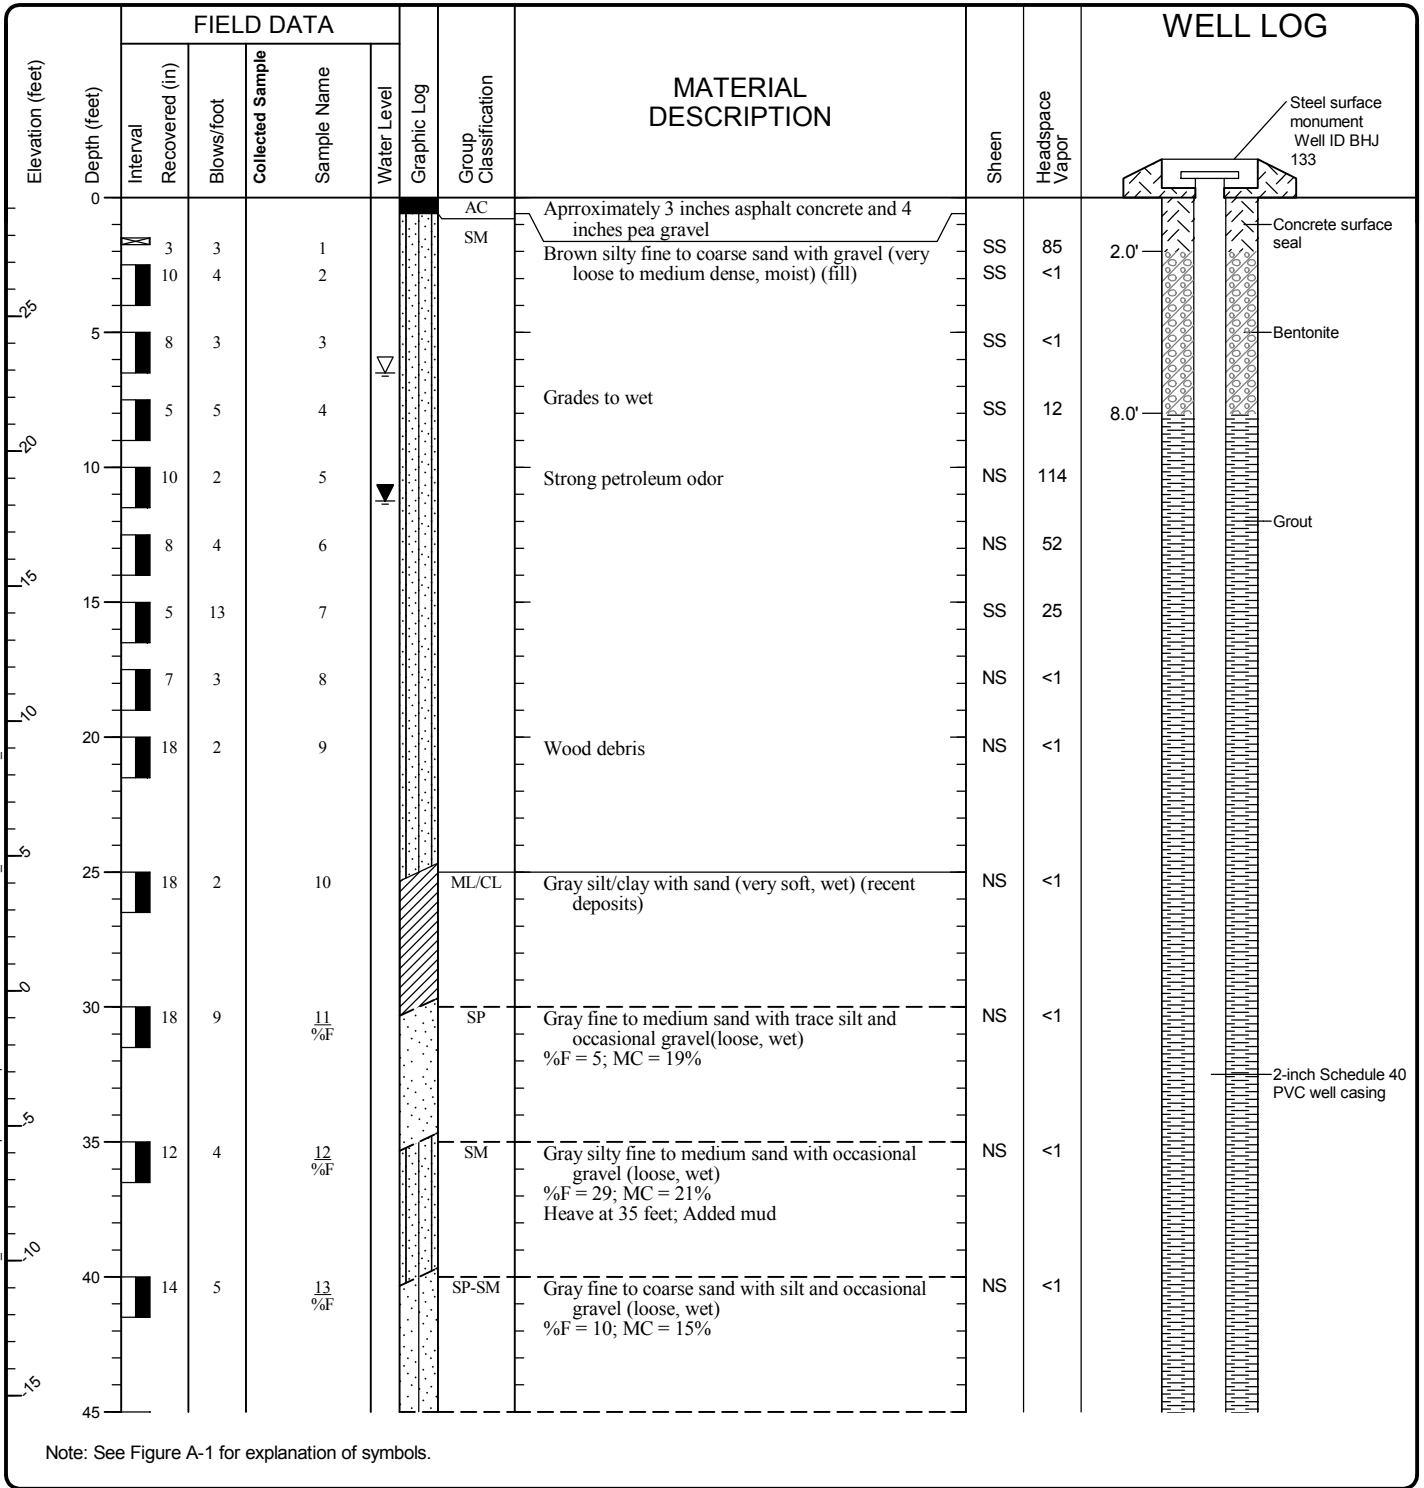 FIELD DATA
WELL LOG
Elevation (feet)
Depth (feet)
Interval
Recovered (in)
Blows/foot
Collected Sample
Sample Name
Water Level
Graphic Log
Group
Classification
MATERIAL
DESCRIPTION
Sheen
Headspace
Vapor
Steel surface
monument
Well ID BHJ
133
0
AC
Aprroximately 3 inches asphalt concrete and 4
inches pea gravel
Concrete surface
seal
SM
3 3 1
Brown silty fine to coarse sand with gravel (very
loose to medium dense, moist) (fill)
SS 85
2.0'
10 4 2
SS <1
25
5
8 3 3
SS <1
Bentonite
Grades to wet
5 5 4
SS 12
8.0'
20
10
10 2 5
Strong petroleum odor
NS 114
Grout
8 4 6
NS 52
15
15
5 13 7
SS 25
7 3 8
NS <1
10
20
18 2 9
Wood debris
NS <1
5
25
18 2 10
ML/CL
Gray silt/clay with sand (very soft, wet) (recent
deposits)
NS <1
0
30
18 9 11
%F
SP
Gray fine to medium sand with trace silt and
occasional gravel(loose, wet)
%F = 5; MC = 19%
NS <1
2-inch Schedule 40
PVC well casing
-5
35
12 4 12
%F
SM
Gray silty fine to medium sand with occasional
gravel (loose, wet)
%F = 29; MC = 21%
Heave at 35 feet; Added mud
NS <1
-10
40
14 5 13
%F
SP-SM
Gray fine to coarse sand with silt and occasional
gravel (loose, wet)
%F = 10; MC = 15%
NS <1
-15
45
Note: See Figure A-1 for explanation of symbols.